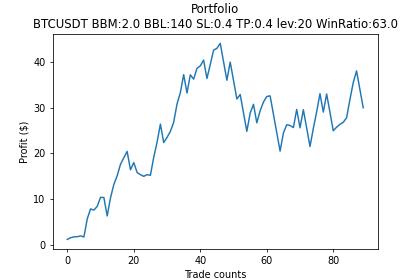 Portfolio
BTCUSDT BBM:2.0 BBL:140 SL:0.4 TP:0.4 lev:20 WinRatio:63.0
40
30
20
10
0
Profit ($)
0 20 40 60 80
Trade counts